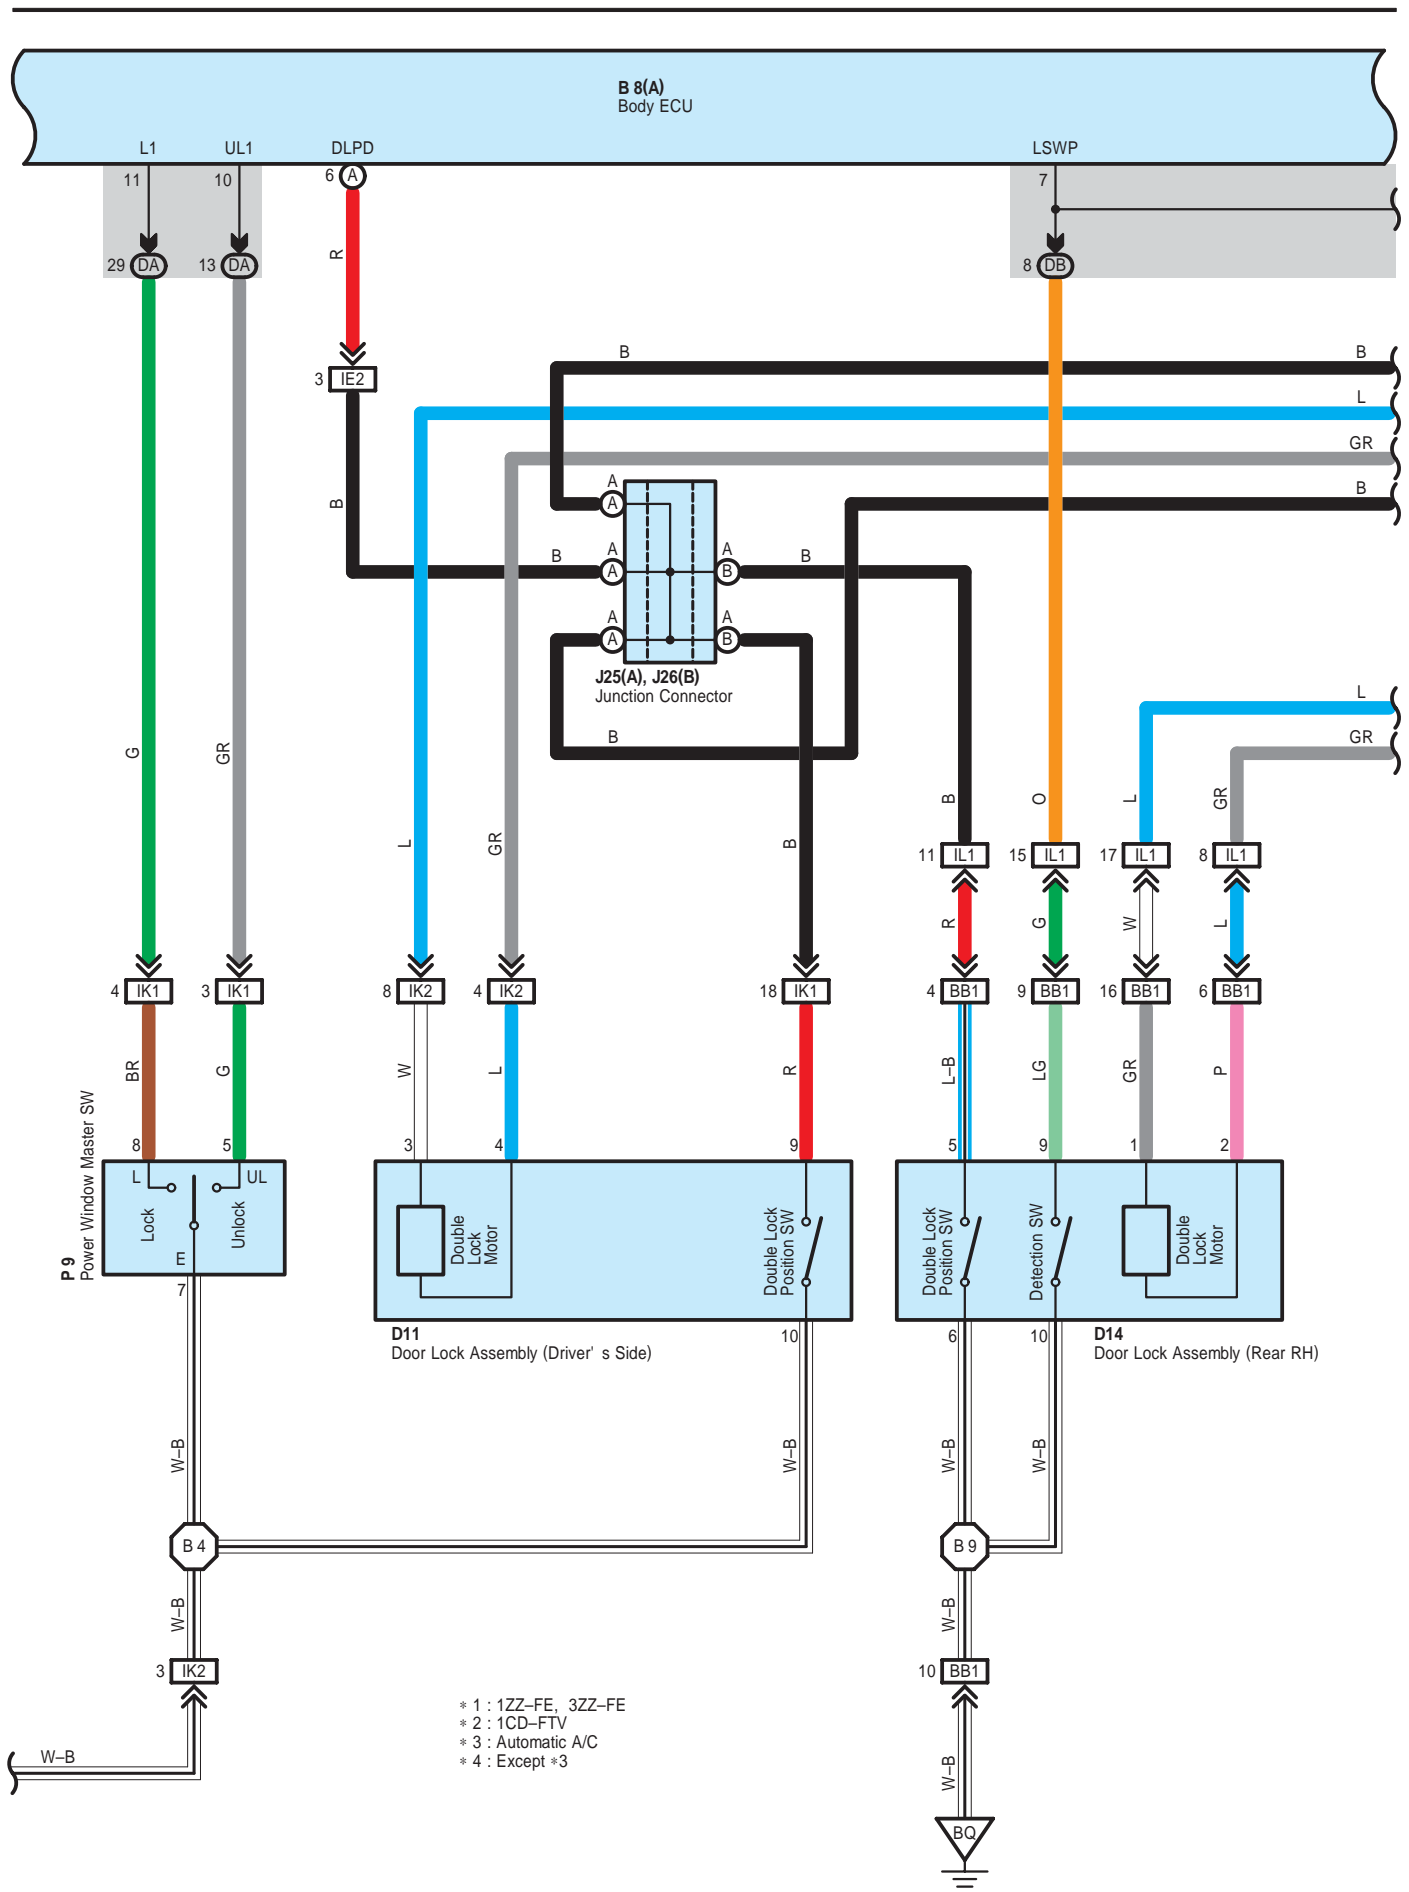 B 8(A)
Body ECU
L1 UL1 DLPD LSWP
11 10 6 A 7
29 DA 13 DA 8 DB
R
3 IE2
B B
L
GR
B
B
A A
B A A A B B
A A A B
J25(A), J26(B)
Junction Connector
B
L
GR
G GR L GR B B O L GR
11 IL1 15 IL1 17 IL1 8 IL1
R G W L
4 IK1 3 IK1 8 IK2 4 IK2 18 IK1 4 BB1 9 BB1 16 BB1 6 BB1
BR G W L R L–B LG GR P
8 5 3 4 9 5 9 1 2
P 9
Power Window Master SW
L UL
Lock Unlock
E
7
Double Lock Motor
Double Lock Position SW
10
D11
Door Lock Assembly (Driver' s Side)
Double Lock Position SW
Detection SW
Double Lock Motor
6 10
D14
Door Lock Assembly (Rear RH)
W–B W–B W–B W–B
B 4 B 9
W–B W–B
3 IK2 10 BB1
W–B W–B
BQ
* 1 : 1ZZ–FE, 3ZZ–FE
* 2 : 1CD–FTV
* 3 : Automatic A/C
* 4 : Except *3